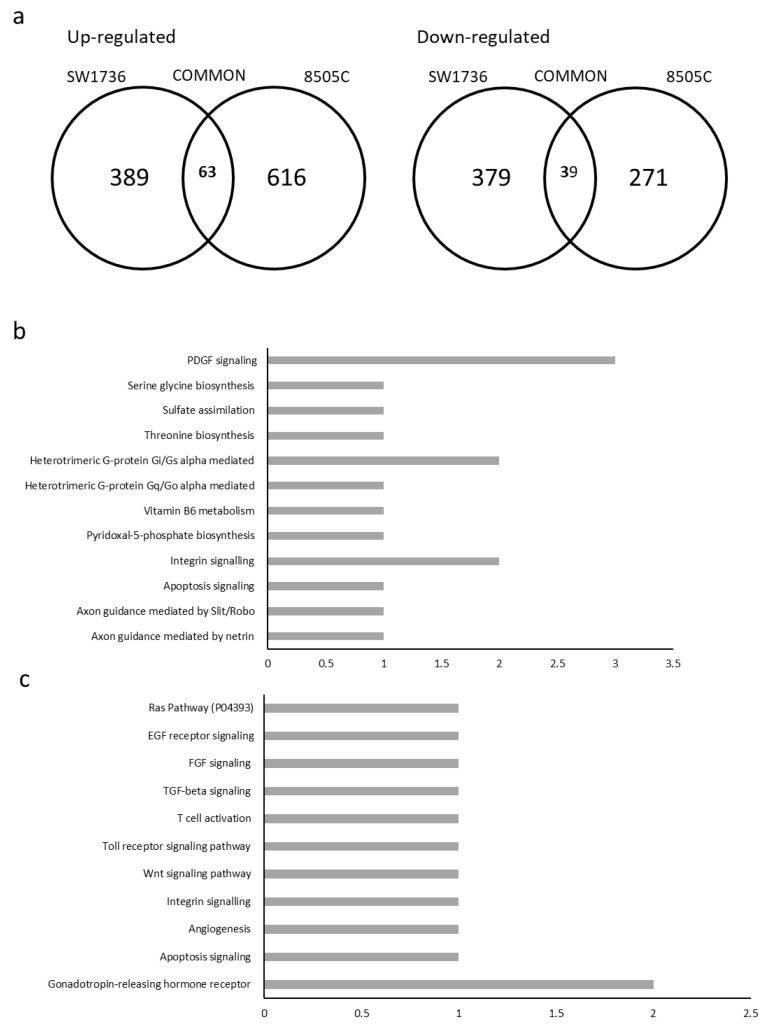 a
Up-regulated
Down-regulated
SW1736 COMMON 8505C
SW1736 COMMON 8505C
389 63 616
379 39 271
b
PDGF signaling
Serine glycine biosynthesis
Sulfate assimilation
Threonine biosynthesis
Heterotrimeric G-protein Gi/Gs alpha mediated
Heterotrimeric G-protein Gq/Go alpha mediated
Vitamin B6 metabolism
Pyridoxal-5-phosphate biosynthesis
Integrin signalling
Apoptosis signaling
Axon guidance mediated by Slit/Robo
Axon guidance mediated by netrin
0 0.5 1 1.5 2 2.5 3 3.5
c
Ras Pathway (P04393)
EGF receptor signaling
FGF signaling
TGF-beta signaling
T cell activation
Toll receptor signaling pathway
Wnt signaling pathway
Integrin signalling
Angiogenesis
Apoptosis signaling
Gonadotropin-releasing hormone receptor
0 0.5 1 1.5 2 2.5